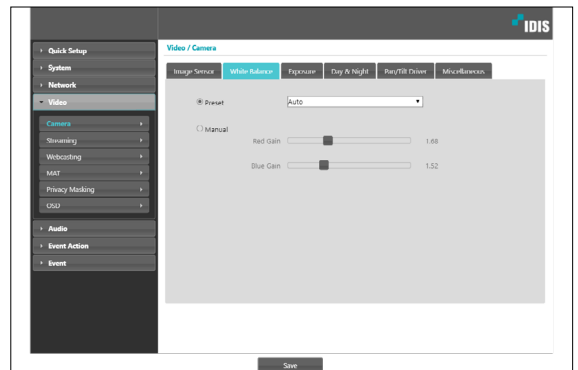 IDIS
Quick Setup
System
Network
Video
Camera
Streaming
Webcasting
MAT
Privacy Masking
OSD
Audio
Event Action
Event
Video / Camera
Image Sensor White Balance Exposure Day & Night Pan/Tilt Driver Miscellaneous
Preset Auto
Manual
Red Gain 1.68
Blue Gain 1.52
Save